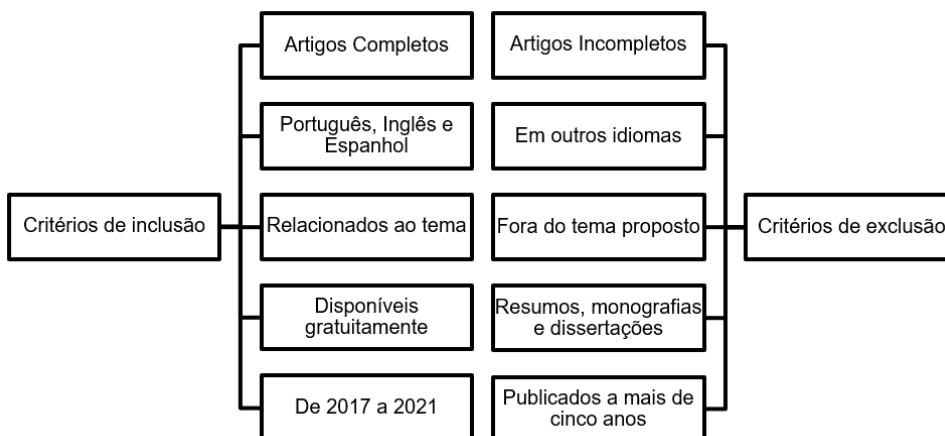 Critérios de inclusão
Artigos Completos
Português, Inglês e
Espanhol
Relacionados ao tema
Disponíveis
gratuitamente
De 2017 a 2021
Artigos Incompletos
Em outros idiomas
Fora do tema proposto
Resumos, monografias
e dissertações
Publicados a mais de
cinco anos
Critérios de exclusão